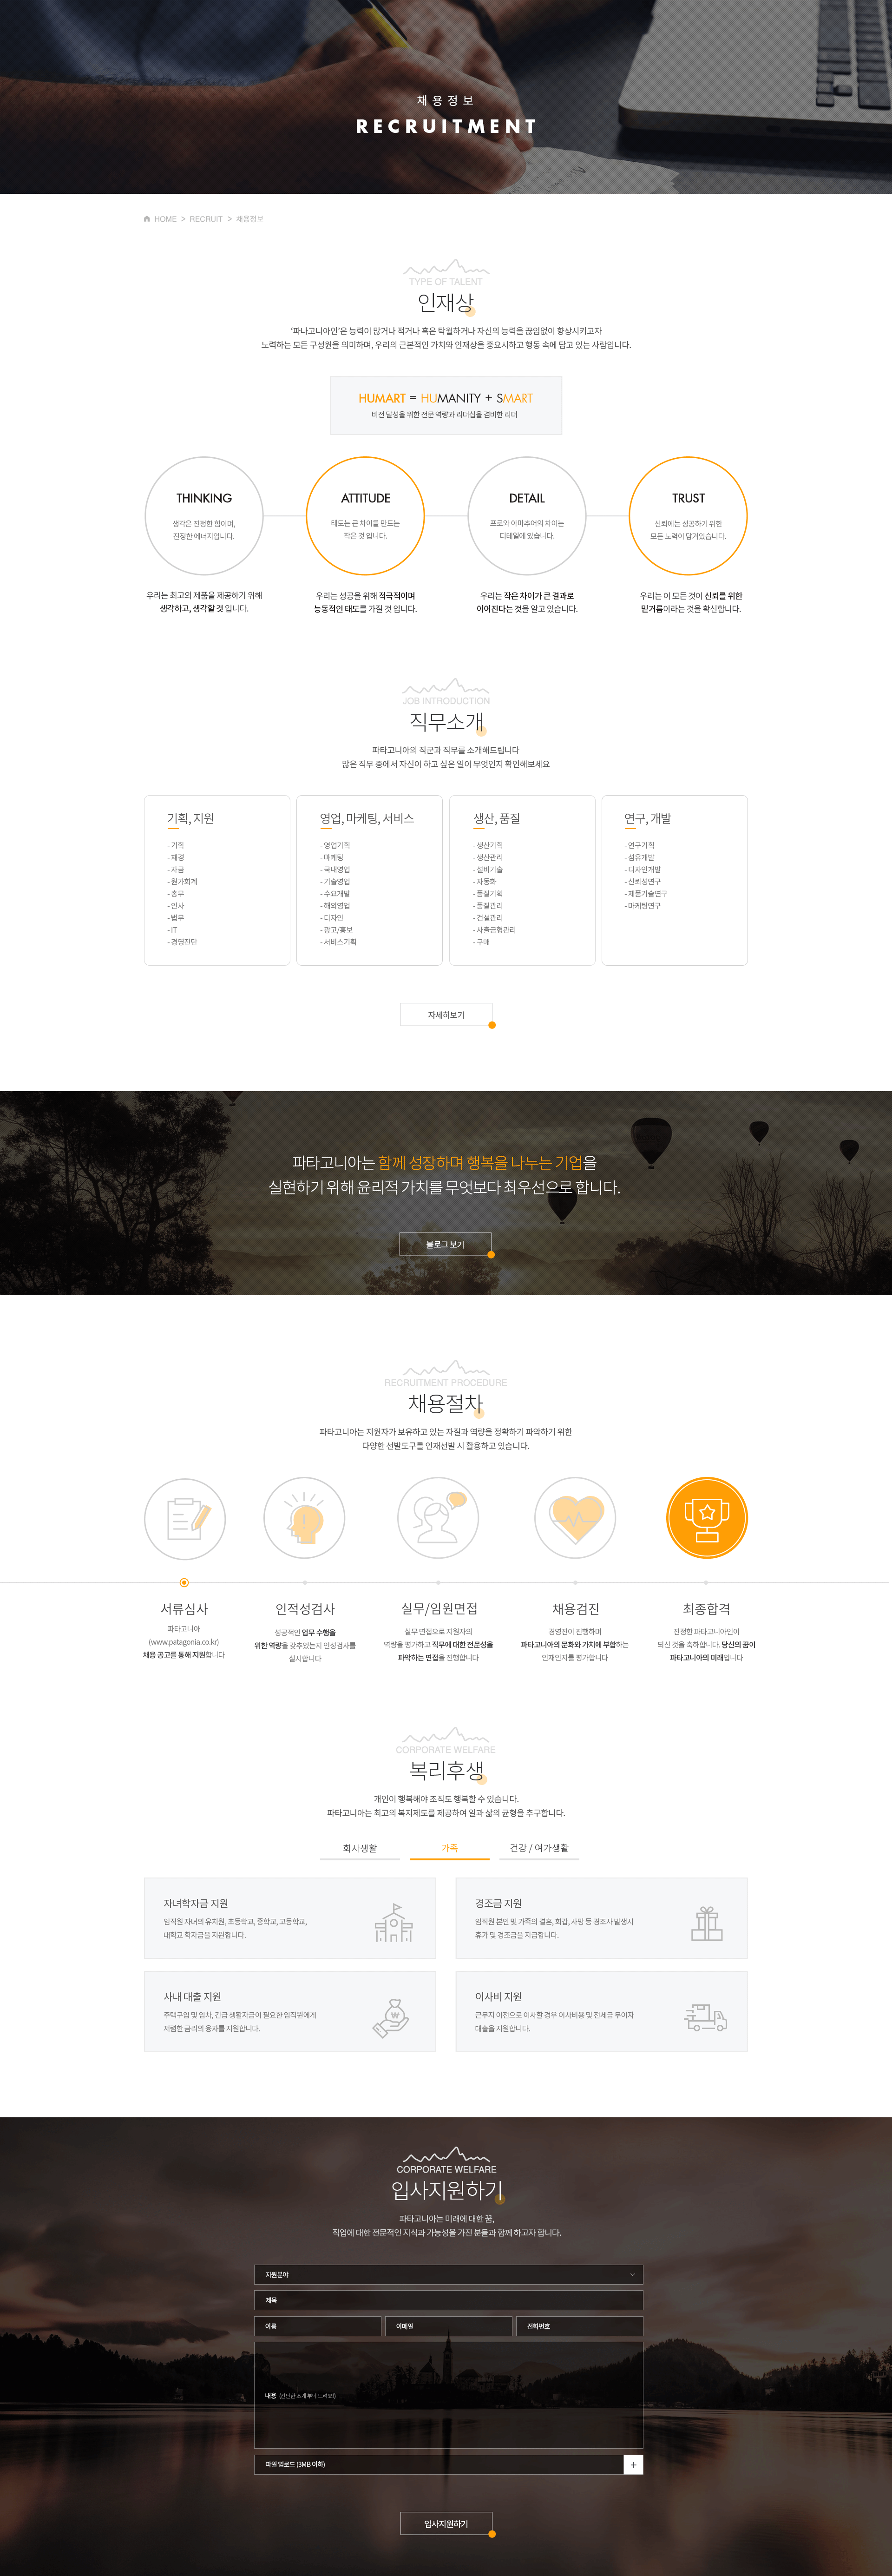 채용정보
RECRUITMENT
HOME > RECRUIT > 채용정보
TYPE OF TALENT
인재상
'파나고니아인'은 능력이 많거나 적거나 혹은 탁월하거나 자신의 능력을 끊임없이 향상시키고자
노력하는 모든 구성원을 의미하며, 우리의 근본적인 가치와 인재상을 중요시하고 행동 속에 담고 있는 사람입니다.
HUMART = HUMANITY + SMART
비전 달성을 위한 전문 역량과 리더십을 겸비한 리더
THINKING
생각은 진정한 힘이며,
진정한 에너지입니다.
ATTITUDE
태도는 큰 차이를 만드는
작은 것 입니다.
DETAIL
프로와 아마추어의 차이는
디테일에 있습니다.
TRUST
신뢰에는 성공하기 위한
모든 노력이 담겨있습니다.
우리는 최고의 제품을 제공하기 위해
생각하고, 생각할 것 입니다.
우리는 성공을 위해 적극적이며
능동적인 태도를 가질 것 입니다.
우리는 작은 차이가 큰 결과로
이어진다는 것을 알고 있습니다.
우리는 이 모든 것이 신뢰를 위한
밑거름이라는 것을 확신합니다.
JOB INTRODUCTION
직무소개
파타고니아의 직군과 직무를 소개해드립니다
많은 직무 중에서 자신이 하고 싶은 일이 무엇인지 확인해보세요
기획, 지원
- 기획
- 재경
- 자금
- 원가회계
- 총무
- 인사
- 법무
- IT
- 경영진단
영업, 마케팅, 서비스
- 영업기획
- 마케팅
- 국내영업
- 기술영업
- 수요개발
- 해외영업
- 디자인
- 광고/홍보
- 서비스기획
생산, 품질
- 생산기획
- 생산관리
- 설비기술
- 자동화
- 품질기획
- 품질관리
- 건설관리
- 사출금형관리
- 구매
연구, 개발
- 연구기획
- 섬유개발
- 디자인개발
- 신뢰성연구
- 제품기술연구
- 마케팅연구
자세히보기
파타고니아는 함께 성장하며 행복을 나누는 기업을
실현하기 위해 윤리적 가치를 무엇보다 최우선으로 합니다.
블로그 보기
RECRUITMENT PROCEDURE
채용절차
파타고니아는 지원자가 보유하고 있는 자질과 역량을 정확하기 파악하기 위한
다양한 선발도구를 인재선발 시 활용하고 있습니다.
서류심사
파타고니아
(www.patagonia.co.kr)
채용 공고를 통해 지원합니다
인적성검사
성공적인 업무 수행을
위한 역량을 갖추었는지 인성검사를
실시합니다
실무/임원면접
실무 면접으로 지원자의
역량을 평가하고 직무에 대한 전문성을
파악하는 면접을 진행합니다
채용검진
경영진이 진행하며
파타고니아의 문화와 가치에 부합하는
인재인지를 평가합니다
최종합격
진정한 파타고니아인이
되신 것을 축하합니다. 당신의 꿈이
파타고니아의 미래입니다
CORPORATE WELFARE
복리후생
개인이 행복해야 조직도 행복할 수 있습니다.
파타고니아는 최고의 복지제도를 제공하여 일과 삶의 균형을 추구합니다.
회사생활
가족
건강 / 여가생활
자녀학자금 지원
임직원 자녀의 유치원, 초등학교, 중학교, 고등학교,
대학교 학자금을 지원합니다.
경조금 지원
임직원 본인 및 가족의 결혼, 회갑, 사망 등 경조사 발생시
휴가 및 경조금을 지급합니다.
사내 대출 지원
주택구입 및 임차, 긴급 생활자금이 필요한 임직원에게
저렴한 금리의 융자를 지원합니다.
₩
이사비 지원
근무지 이전으로 이사할 경우 이사비용 및 전세금 무이자
대출을 지원합니다.
CORPORATE WELFARE
입사지원하기
파타고니아는 미래에 대한 꿈,
직업에 대한 전문적인 지식과 가능성을 가진 분들과 함께 하고자 합니다.
지원분야
제목
이름
이메일
전화번호
내용 (간단한 소개 부탁 드려요!)
파일 업로드 (3MB 이하)
+
입사지원하기